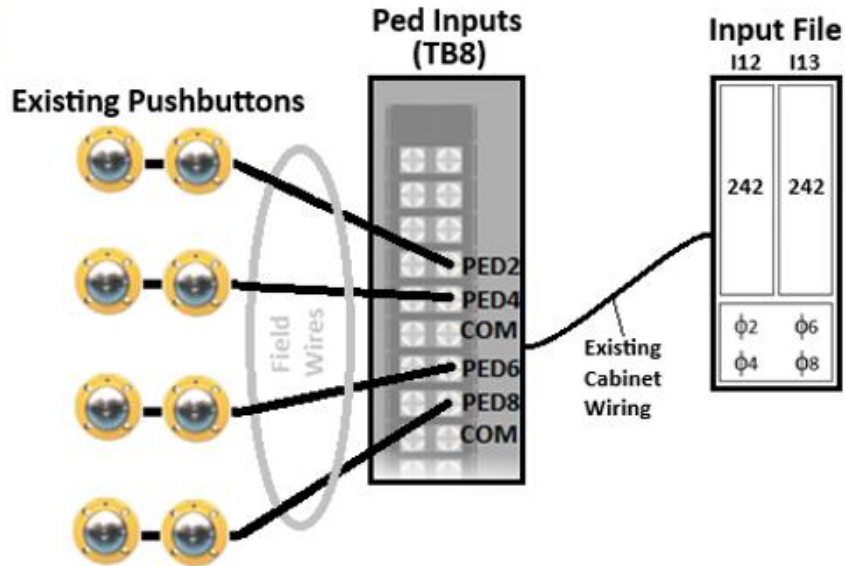 Ped Inputs
(TB8)
Input File
I12 I13
Existing Pushbuttons
242 242
PED2
PED4
COM
PED6
PED8
COM
Field
Wires
Existing
Cabinet
Wiring
ϕ2 ϕ6
ϕ4 ϕ8